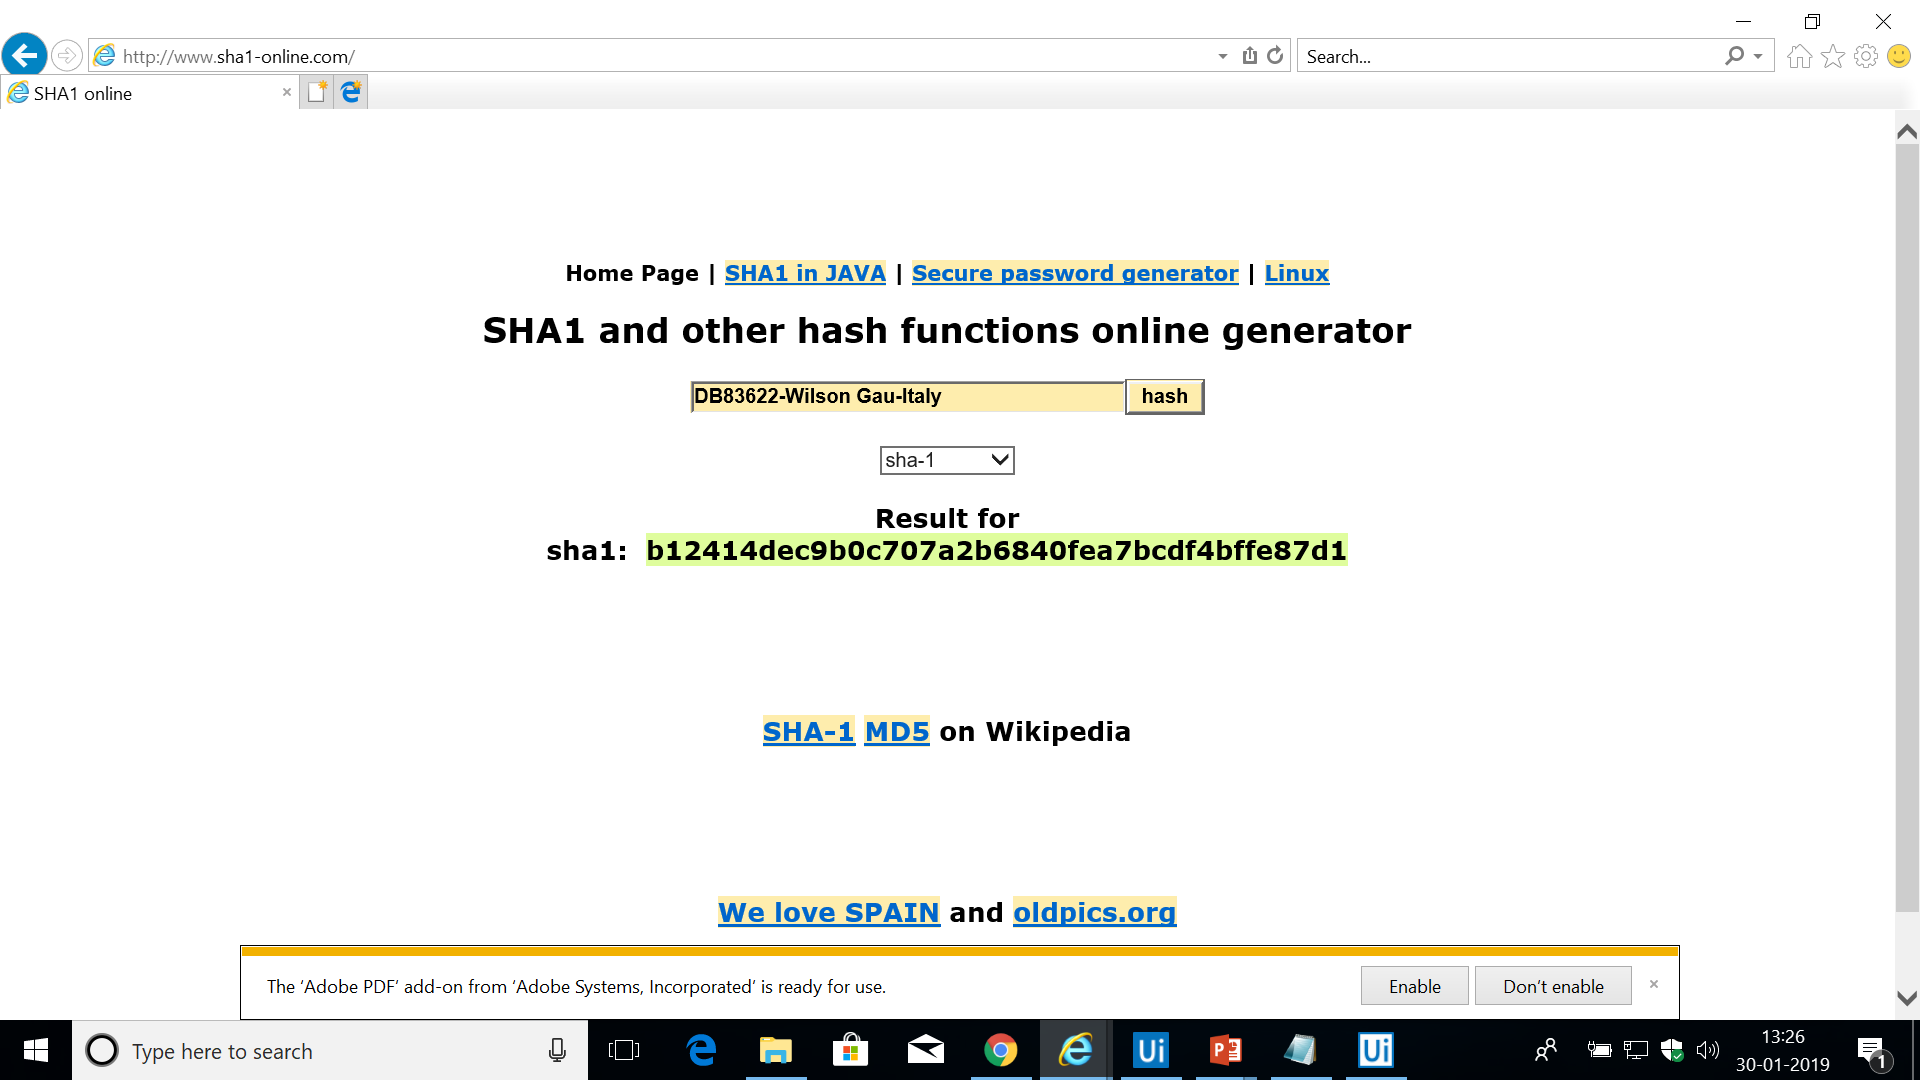 http://www.sha1-online.com/
Search...
SHA1 online
Home Page | SHA1 in JAVA | Secure password generator | Linux
SHA1 and other hash functions online generator
DB83622-Wilson Gau-Italy
hash
sha-1
Result for
sha1: b12414dec9b0c707a2b6840fea7bcdf4bffe87d1
SHA-1 MD5 on Wikipedia
We love SPAIN and oldpics.org
The ‘Adobe PDF’ add-on from ‘Adobe Systems, Incorporated’ is ready for use.
Enable
Don’t enable
Type here to search
Ui
Ui
13:26
30-01-2019
1